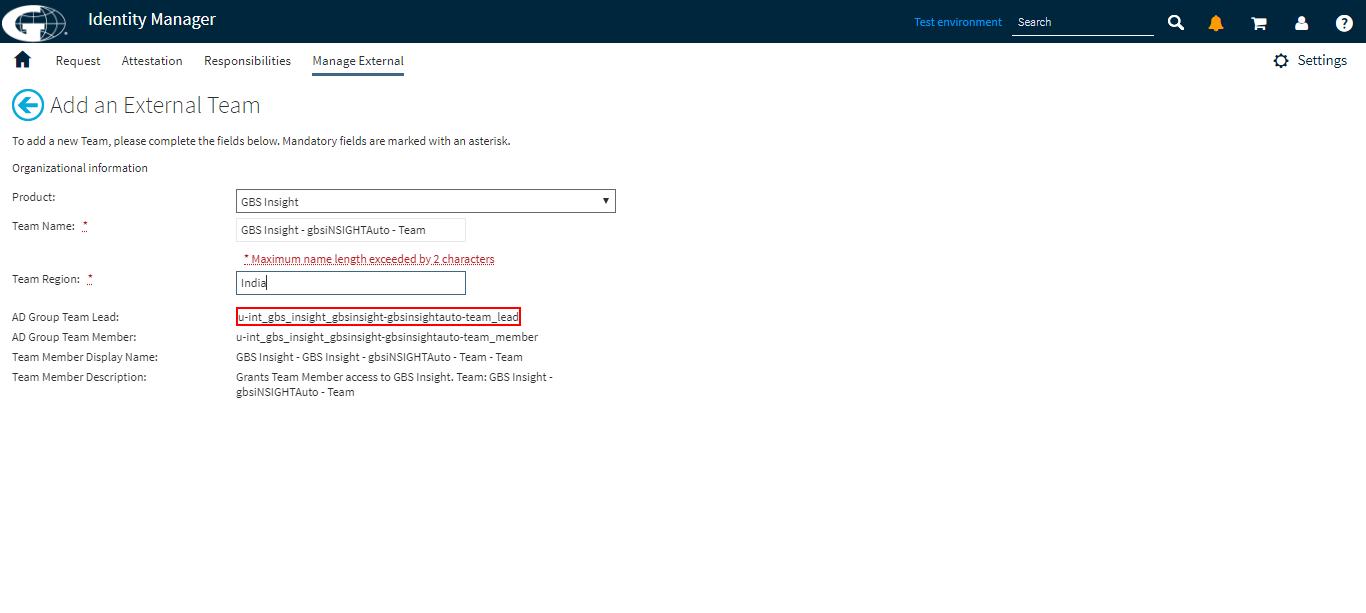 Identity Manager
Test environment
Search
Request Attestation Responsibilities Manage External
Settings
Add an External Team
To add a new Team, please complete the fields below. Mandatory fields are marked with an asterisk.
Organizational information
Product: GBS Insight
Team Name: * GBS Insight - gbsiNSIGHTAuto - Team
* Maximum name length exceeded by 2 characters
Team Region: * India
AD Group Team Lead: u-int_gbs_insight_gbsinsight-gbsinsightauto-team_lead
AD Group Team Member: u-int_gbs_insight_gbsinsight-gbsinsightauto-team_member
Team Member Display Name: GBS Insight - GBS Insight - gbsiNSIGHTAuto - Team - Team
Team Member Description: Grants Team Member access to GBS Insight. Team: GBS Insight -
gbsiNSIGHTAuto - Team